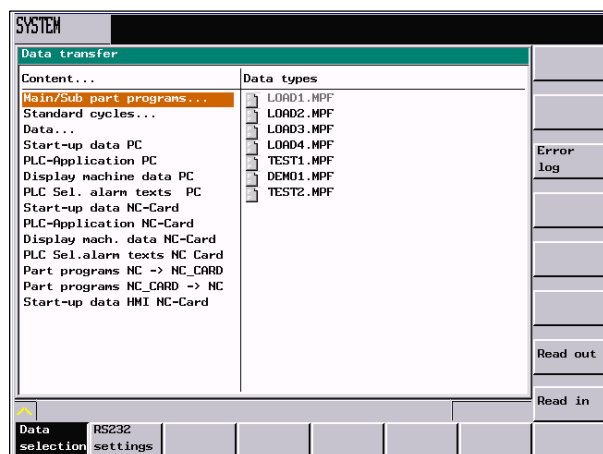 SYSTEM
Data transfer
Content...
Data types
Main/Sub part programs...
Standard cycles...
Data...
Start-up data PC
PLC-Application PC
Display machine data PC
PLC Sel. alarm texts  PC
Start-up data NC-Card
PLC-Application NC-Card
Display mach. data NC-Card
PLC Sel.alarm texts NC Card
Part programs NC -> NC_CARD
Part programs NC_CARD -> NC
Start-up data HMI NC-Card
LOAD1.MPF
LOAD2.MPF
LOAD3.MPF
LOAD4.MPF
TEST1.MPF
DEMO1.MPF
TEST2.MPF
Error
log
Read out
Read in
Data
selection
RS232
settings